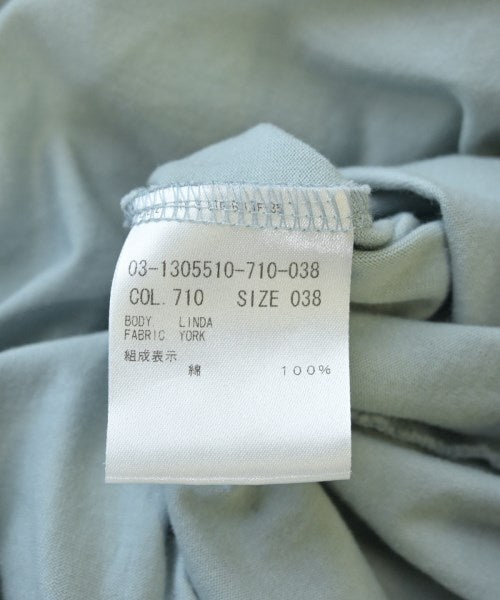 03-1305510-710-038
COL. 710 SIZE 038
BODY LINDA
FABRIC YORK
組成表示
綿 100%